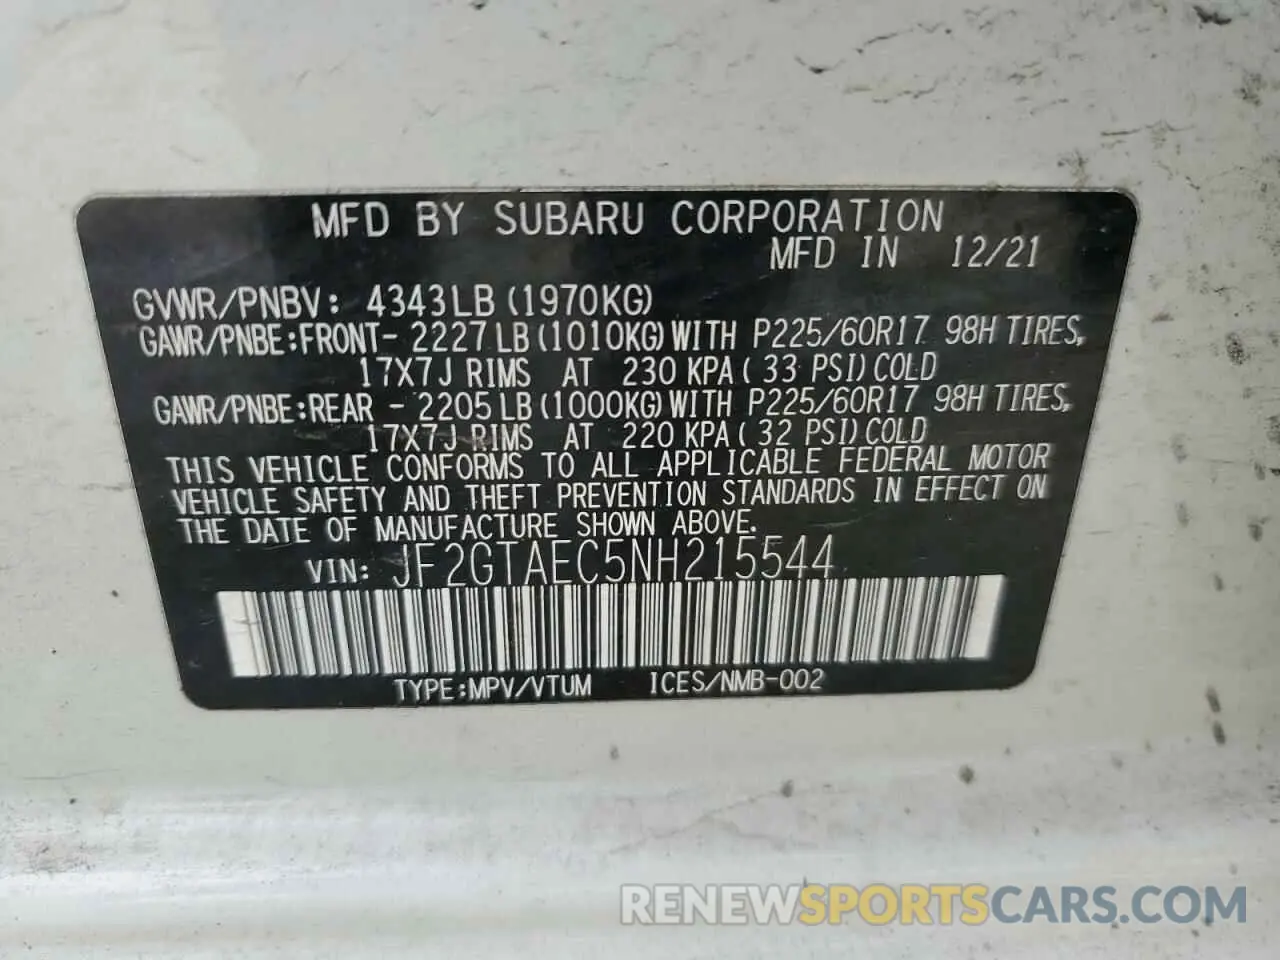 MFD BY SUBARU CORPORATION
MFD IN 12/21
GVWR/PNBV: 4343LB (1970KG)
GAWR/PNBE:FRONT- 2227LB (1010KG) WITH P225/60R17 98H TIRES,
17X7J RIMS AT 230 KPA ( 33 PSI) COLD
GAWR/PNBE:REAR - 2205LB (1000KG) WITH P225/60R17 98H TIRES,
17X7J RIMS AT 220 KPA ( 32 PSI) COLD
THIS VEHICLE CONFORMS TO ALL APPLICABLE FEDERAL MOTOR
VEHICLE SAFETY AND THEFT PREVENTION STANDARDS IN EFFECT ON
THE DATE OF MANUFACTURE SHOWN ABOVE.
VIN: JF2GTAEC5NH215544
TYPE:MPV/VTUM ICES/NMB-002
RENEWSPORTSCARS.COM